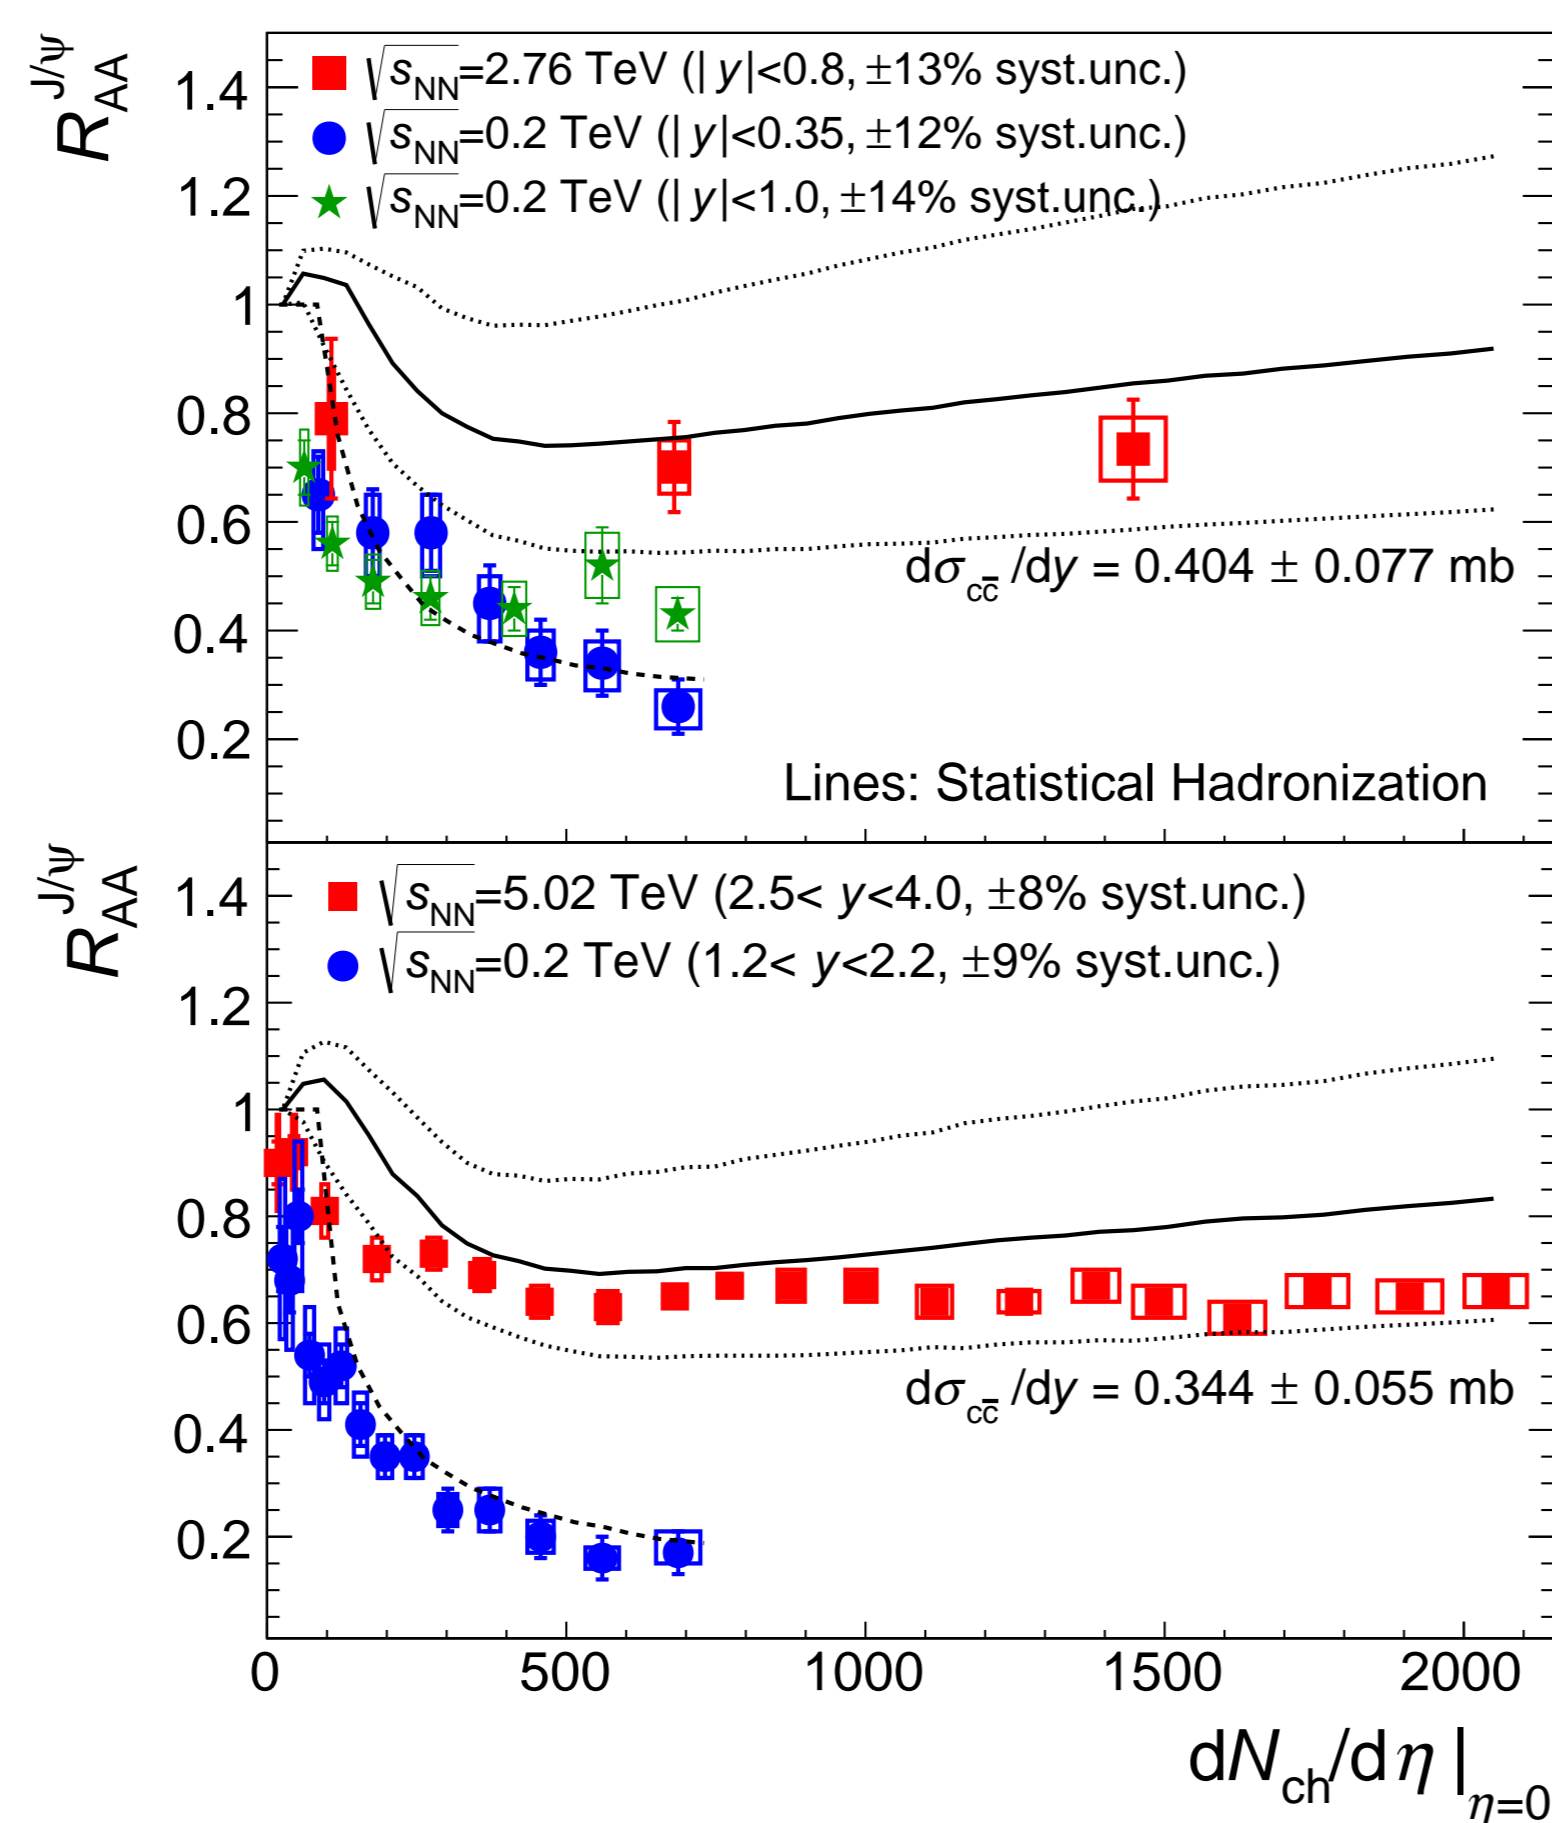 R_AA^J/ψ
1.4
1.2
1
0.8
0.6
0.4
0.2
√s_NN=2.76 TeV (|y|<0.8, ±13% syst.unc.)
√s_NN=0.2 TeV (|y|<0.35, ±12% syst.unc.)
√s_NN=0.2 TeV (|y|<1.0, ±14% syst.unc.)
dσ_cc̅ /dy = 0.404 ± 0.077 mb
Lines: Statistical Hadronization
R_AA^J/ψ
1.4
1.2
1
0.8
0.6
0.4
0.2
√s_NN=5.02 TeV (2.5< y<4.0, ±8% syst.unc.)
√s_NN=0.2 TeV (1.2< y<2.2, ±9% syst.unc.)
dσ_cc̅ /dy = 0.344 ± 0.055 mb
0 500 1000 1500 2000
dN_ch/dη |_η=0